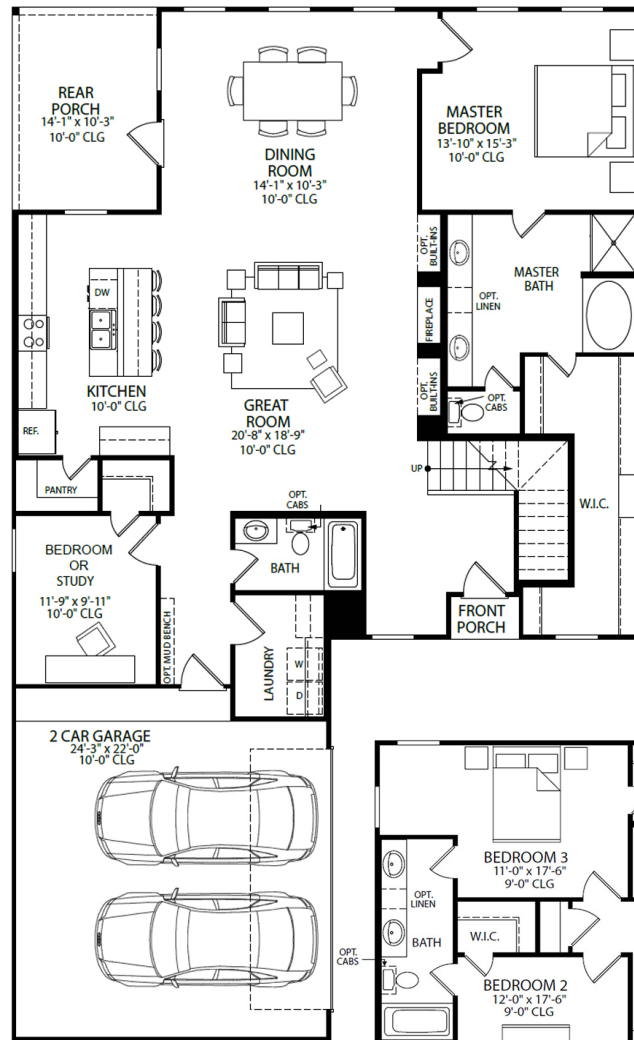 REAR
PORCH
14'-1" x 10'-3"
10'-0" CLG
DINING
ROOM
14'-1" x 10'-3"
10'-0" CLG
MASTER
BEDROOM
13'-10" x 15'-3"
10'-0" CLG
OPT.
BUILT-INS
FIREPLACE
OPT.
BUILT-INS
MASTER
BATH
OPT.
LINEN
OPT.
CABS
DW
KITCHEN
10'-0" CLG
REF.
GREAT
ROOM
20'-8" x 18'-9"
10'-0" CLG
PANTRY
UP
W.I.C.
OPT.
CABS
BATH
BEDROOM
OR
STUDY
11'-9" x 9'-11"
10'-0" CLG
OPT. MUD BENCH
LAUNDRY
W
D
FRONT
PORCH
2 CAR GARAGE
24'-3" x 22'-0"
10'-0" CLG
BEDROOM 3
11'-0" x 17'-6"
9'-0" CLG
OPT.
LINEN
BATH
OPT.
CABS
W.I.C.
BEDROOM 2
12'-0" x 17'-6"
9'-0" CLG